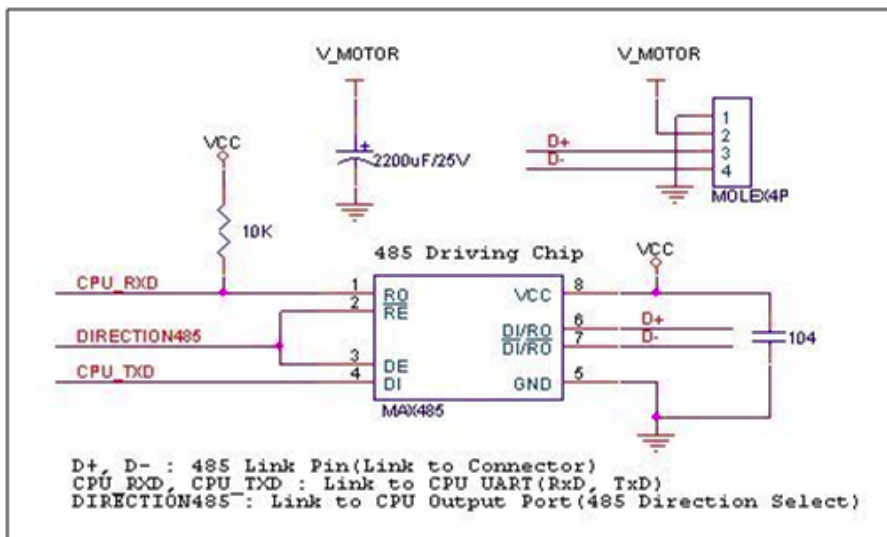 V_MOTOR
V_MOTOR
VCC
2200uF/25V
D+
D-
1
2
3
4
MOLEX4P
10K
485 Driving Chip
VCC
CPU_RXD
1
RO
VCC
8
2
RE
DIRECTION485
DI/RO
6
D+
DI/RO
7
D-
104
3
DE
CPU_TXD
4
DI
GND
5
MAX485
D+, D- : 485 Link Pin(Link to Connector)
CPU_RXD, CPU_TXD : Link to CPU UART(RxD, TxD)
DIRECTION485 : Link to CPU Output Port(485 Direction Select)